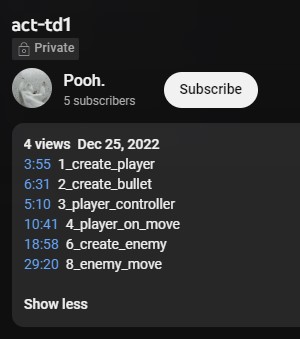 act-td1
Private
Pooh.
5 subscribers
Subscribe
4 views Dec 25, 2022
3:55 1_create_player
6:31 2_create_bullet
5:10 3_player_controller
10:41 4_player_on_move
18:58 6_create_enemy
29:20 8_enemy_move
Show less